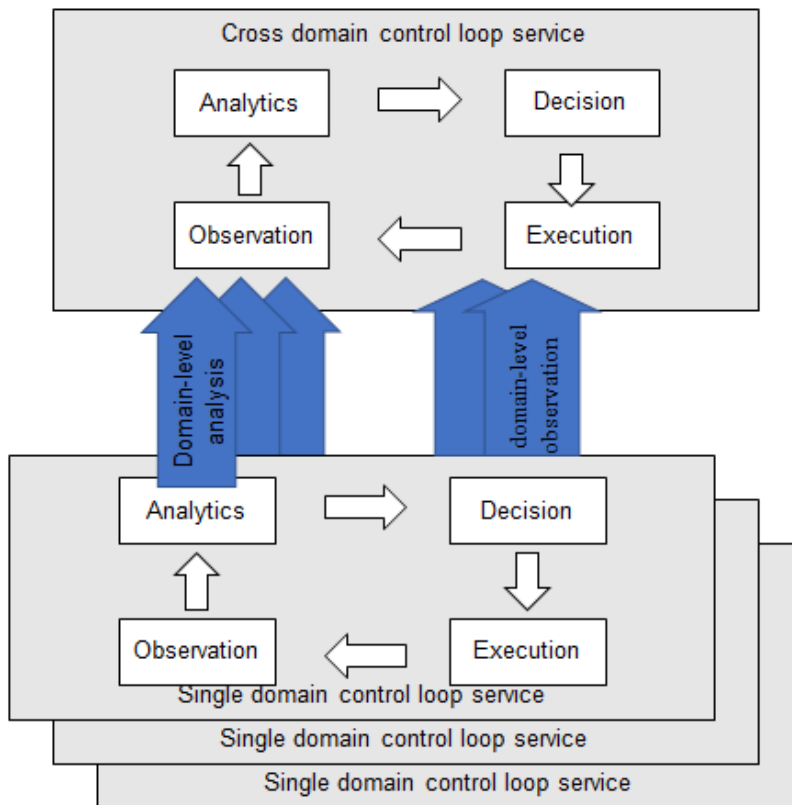 Cross domain control loop service
Analytics
Decision
Observation
Execution
Domain-level
analysis
domain-level
observation
Analytics
Decision
Observation
Execution
Single domain control loop service
Single domain control loop service
Single domain control loop service